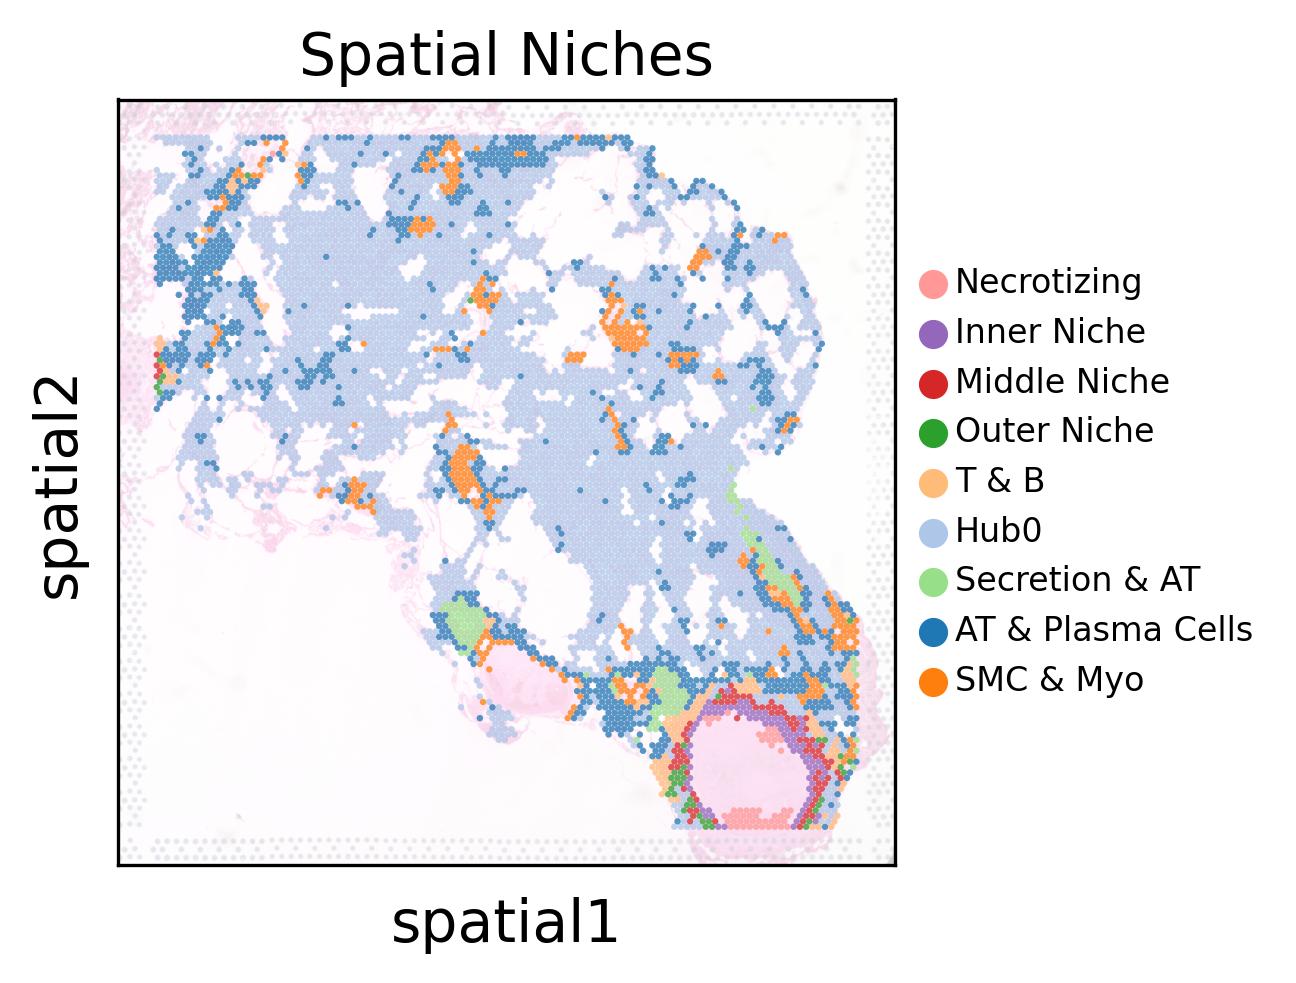 Spatial Niches
spatial2
spatial1
Necrotizing
Inner Niche
Middle Niche
Outer Niche
T & B
Hub0
Secretion & AT
AT & Plasma Cells
SMC & Myo